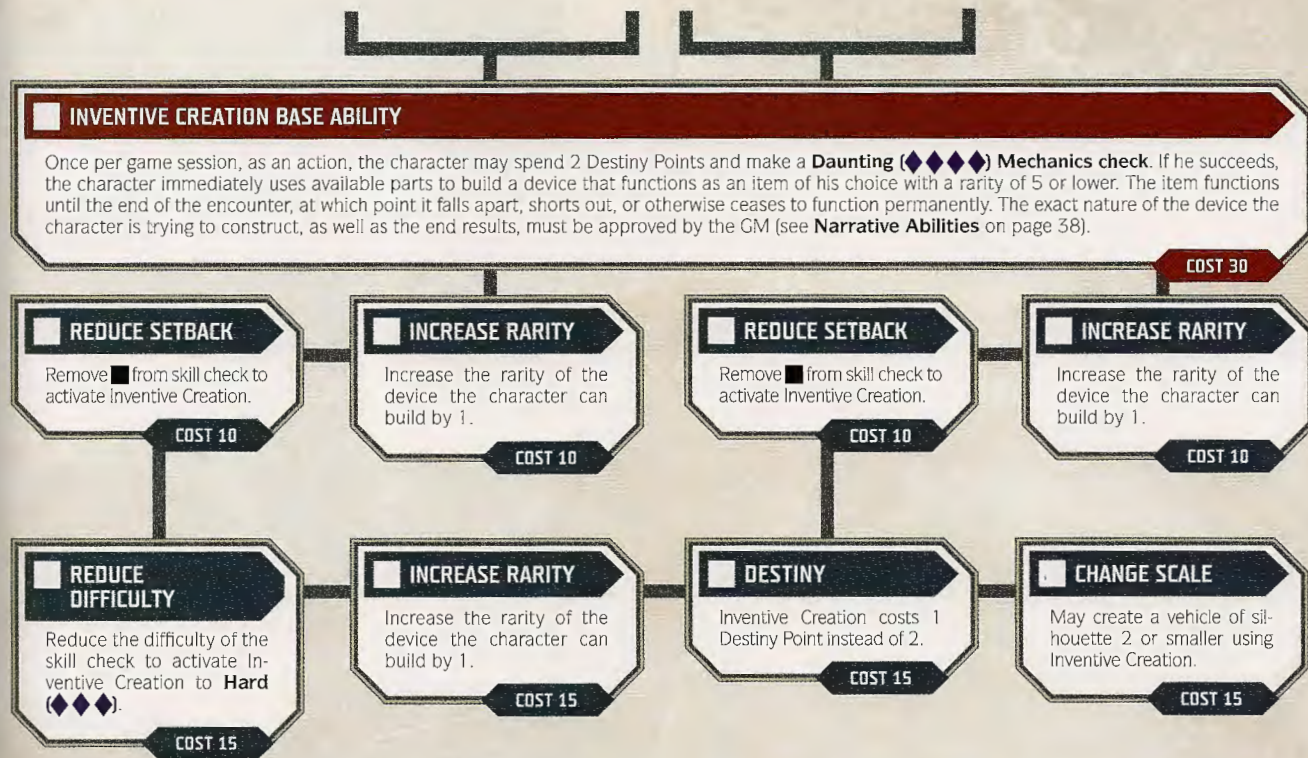 INVENTIVE CREATION BASE ABILITY
Once per game session, as an action, the character may spend 2 Destiny Points and make a Daunting (◆◆◆◆) Mechanics check. If he succeeds,
the character immediately uses available parts to build a device that functions as an item of his choice with a rarity of 5 or lower. The item functions
until the end of the encounter, at which point it falls apart, shorts out, or otherwise ceases to function permanently. The exact nature of the device the
character is trying to construct, as well as the end results, must be approved by the GM (see Narrative Abilities on page 38).
COST 30
REDUCE SETBACK
Remove ■ from skill check to
activate Inventive Creation.
COST 10
INCREASE RARITY
Increase the rarity of the
device the character can
build by 1.
COST 10
REDUCE SETBACK
Remove ■ from skill check to
activate Inventive Creation.
COST 10
INCREASE RARITY
Increase the rarity of the
device the character can
build by 1.
COST 10
REDUCE
DIFFICULTY
Reduce the difficulty of the
skill check to activate In-
ventive Creation to Hard
(◆◆◆).
COST 15
INCREASE RARITY
Increase the rarity of the
device the character can
build by 1.
COST 15
DESTINY
Inventive Creation costs 1
Destiny Point instead of 2.
COST 15
CHANGE SCALE
May create a vehicle of sil-
houette 2 or smaller using
Inventive Creation.
COST 15